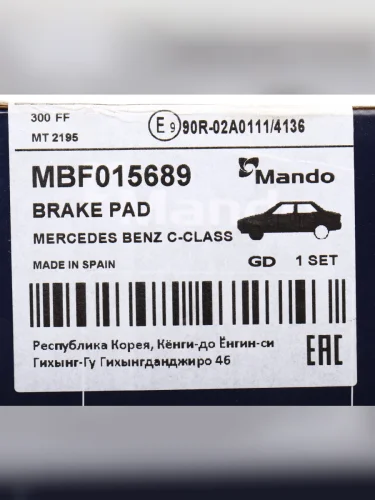 300 FF
MT 2195
E9 90R-02A0111/4136
MBF015689
Mando
BRAKE PAD
MERCEDES BENZ C-CLASS
MADE IN SPAIN
GD 1 SET
Республика Корея, Кёнги-до Ёнгин-си
Гихынг-Гу Гихынгданджиро 46
EAC